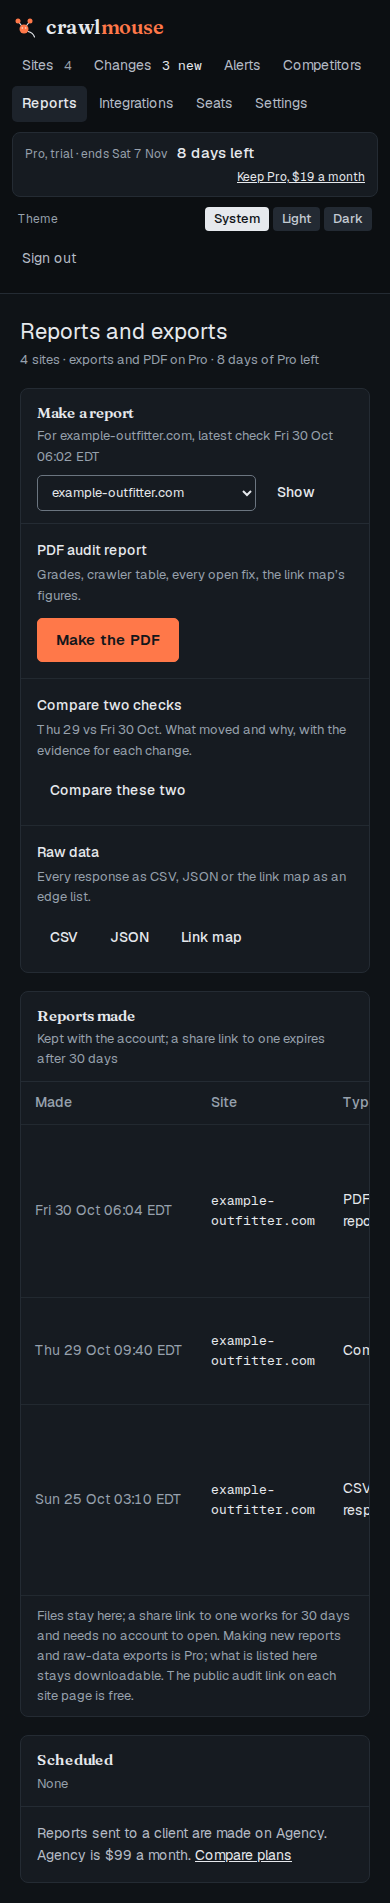 crawlmouse
Sites 4 Changes 3 new Alerts Competitors
Reports Integrations Seats Settings
Pro, trial · ends Sat 7 Nov 8 days left
Keep Pro, $19 a month
Theme System Light Dark
Sign out
Reports and exports
4 sites · exports and PDF on Pro · 8 days of Pro left
Make a report
For example-outfitter.com, latest check Fri 30 Oct
06:02 EDT
example-outfitter.com Show
PDF audit report
Grades, crawler table, every open fix, the link map's
figures.
Make the PDF
Compare two checks
Thu 29 vs Fri 30 Oct. What moved and why, with the
evidence for each change.
Compare these two
Raw data
Every response as CSV, JSON or the link map as an
edge list.
CSV JSON Link map
Reports made
Kept with the account; a share link to one expires
after 30 days
Made Site Typ
Fri 30 Oct 06:04 EDT example-
outfitter.com PDF
repo
Thu 29 Oct 09:40 EDT example-
outfitter.com Com
Sun 25 Oct 03:10 EDT example-
outfitter.com CSV
resp
Files stay here; a share link to one works for 30 days
and needs no account to open. Making new reports
and raw-data exports is Pro; what is listed here
stays downloadable. The public audit link on each
site page is free.
Scheduled
None
Reports sent to a client are made on Agency.
Agency is $99 a month. Compare plans